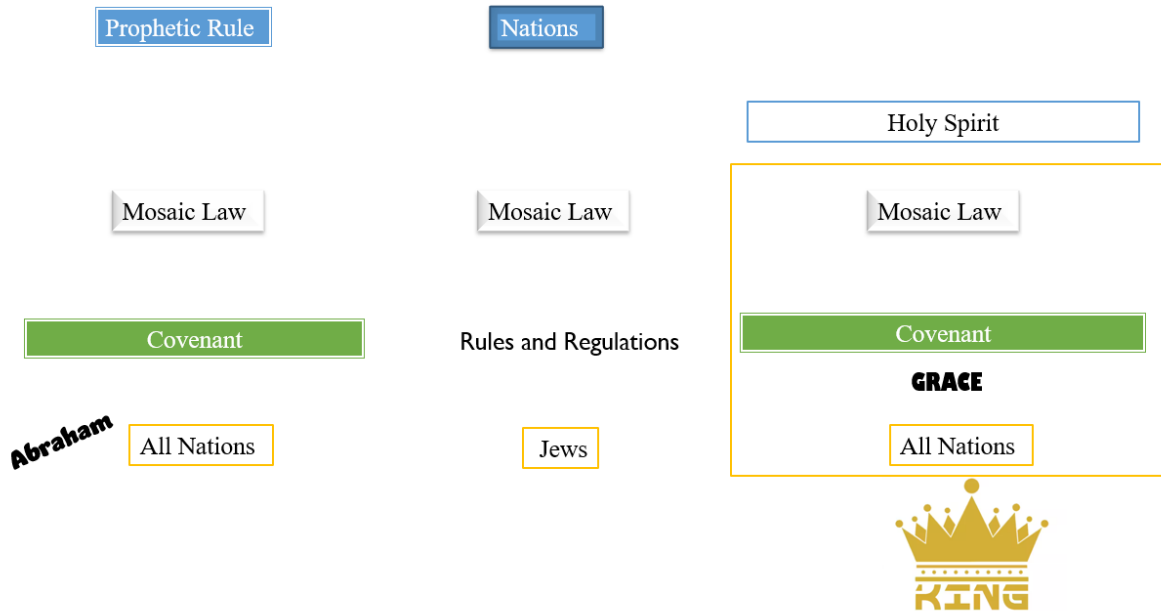 Prophetic Rule
Nations
Holy Spirit
Mosaic Law
Mosaic Law
Mosaic Law
Covenant
Rules and Regulations
Covenant
GRACE
Abraham
All Nations
Jews
All Nations
KING